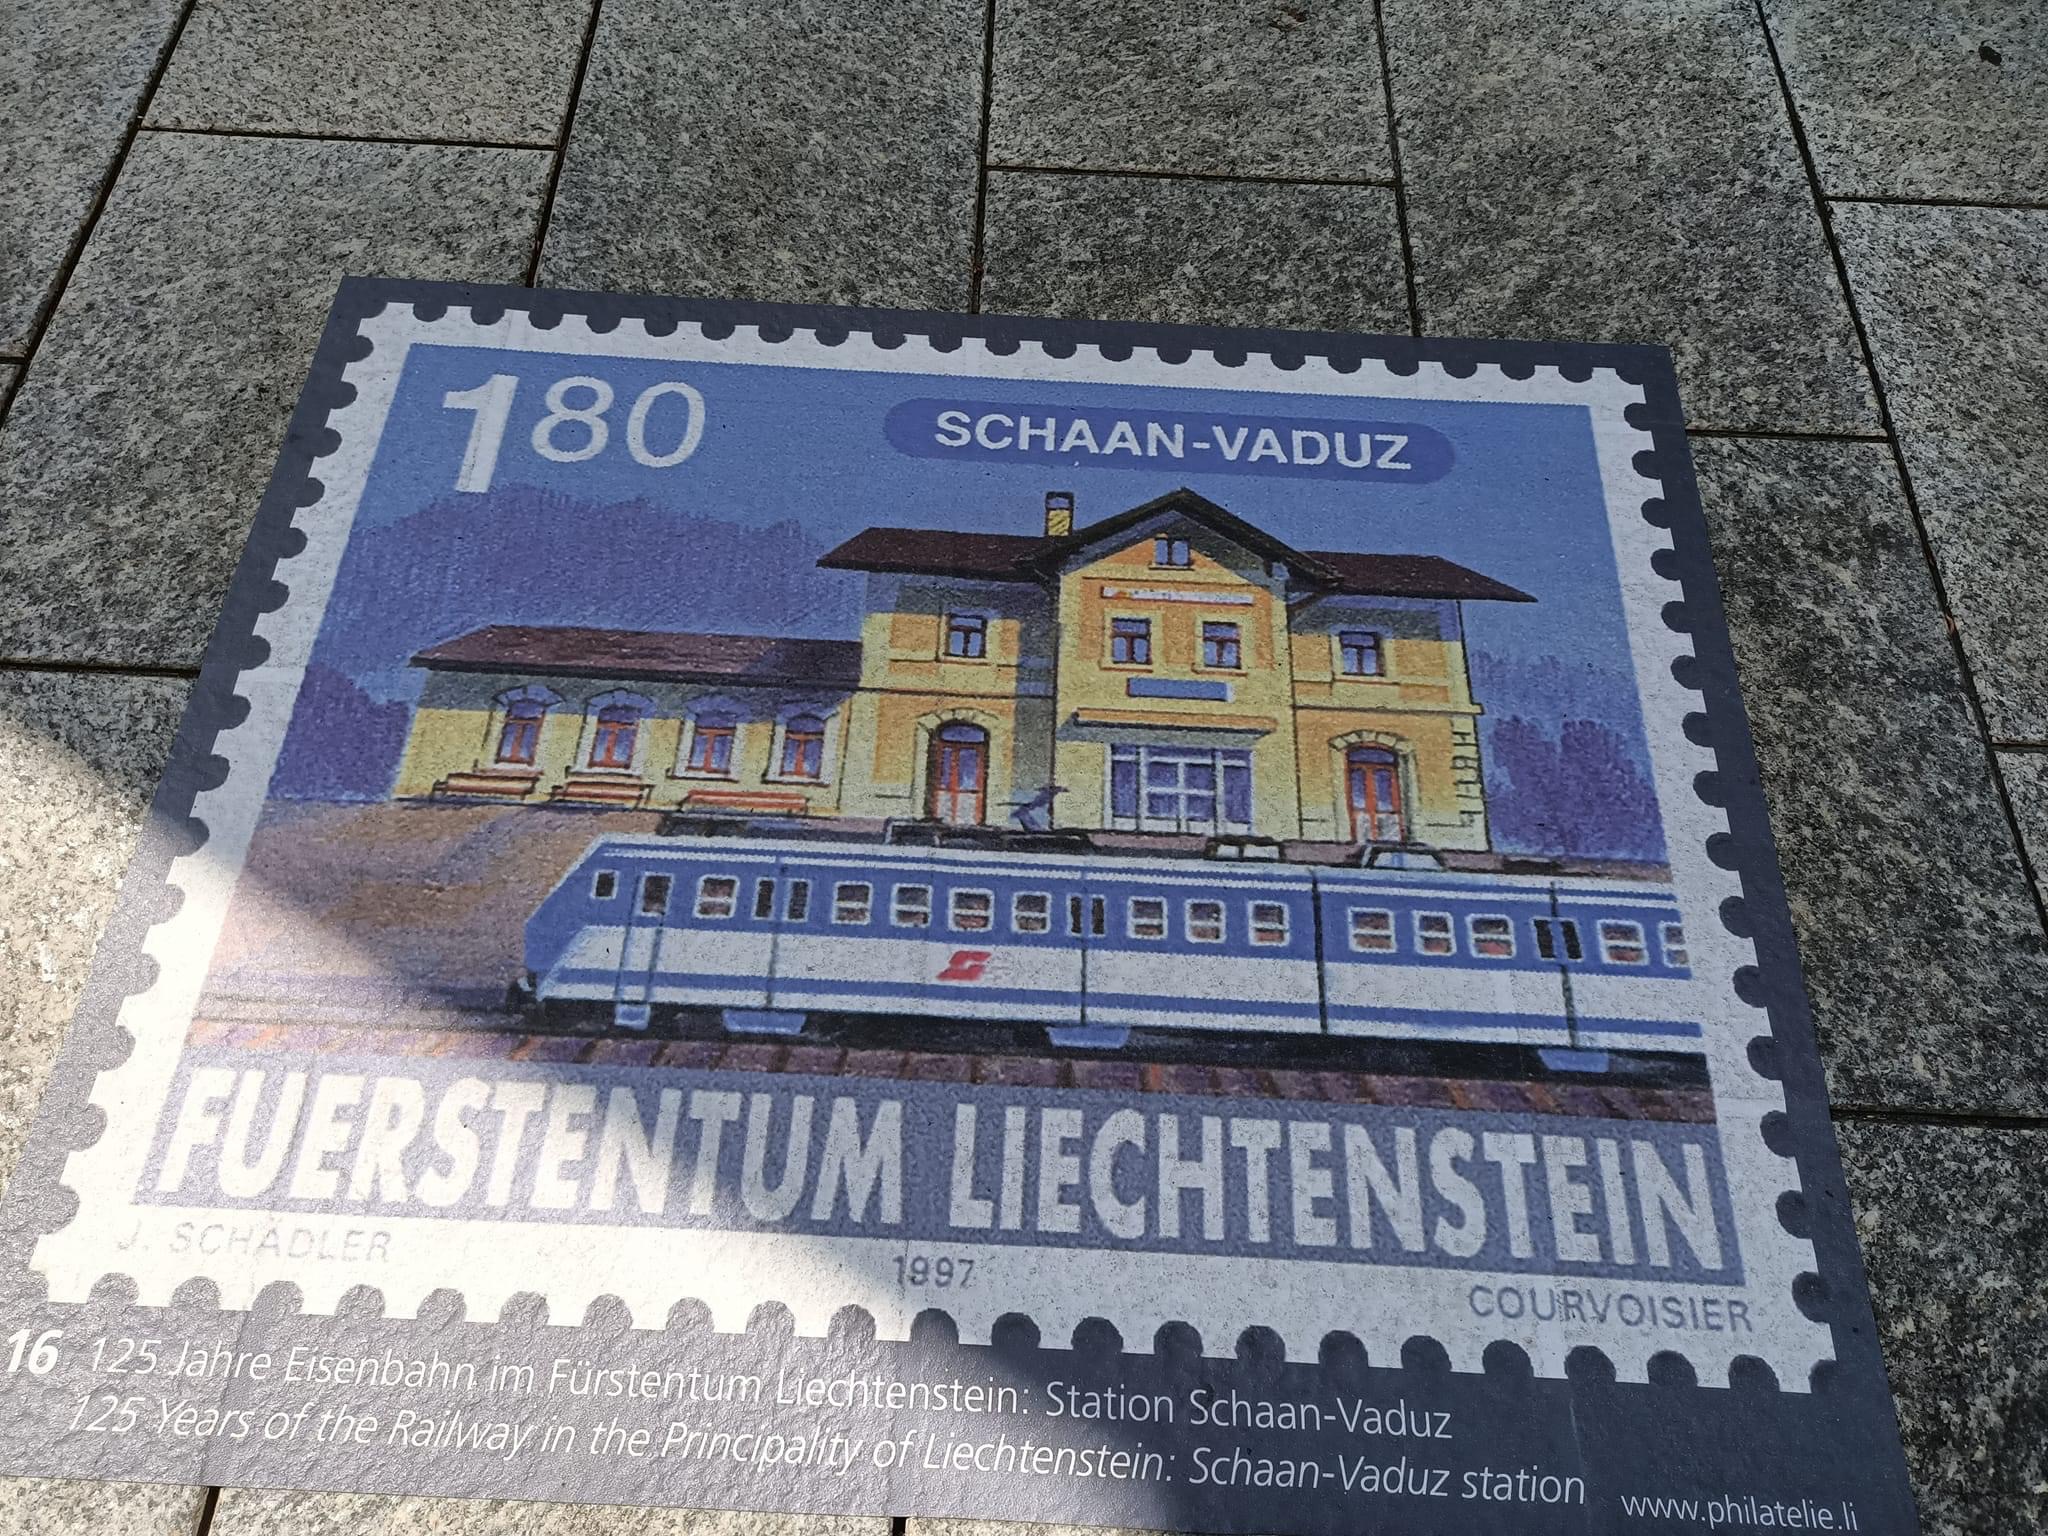 180
SCHAAN-VADUZ
FUERSTENTUM LIECHTENSTEIN
J. SCHÄDLER 1997 COURVOISIER
16 125 Jahre Eisenbahn im Fürstentum Liechtenstein: Station Schaan-Vaduz
125 Years of the Railway in the Principality of Liechtenstein: Schaan-Vaduz station
www.philatelie.li